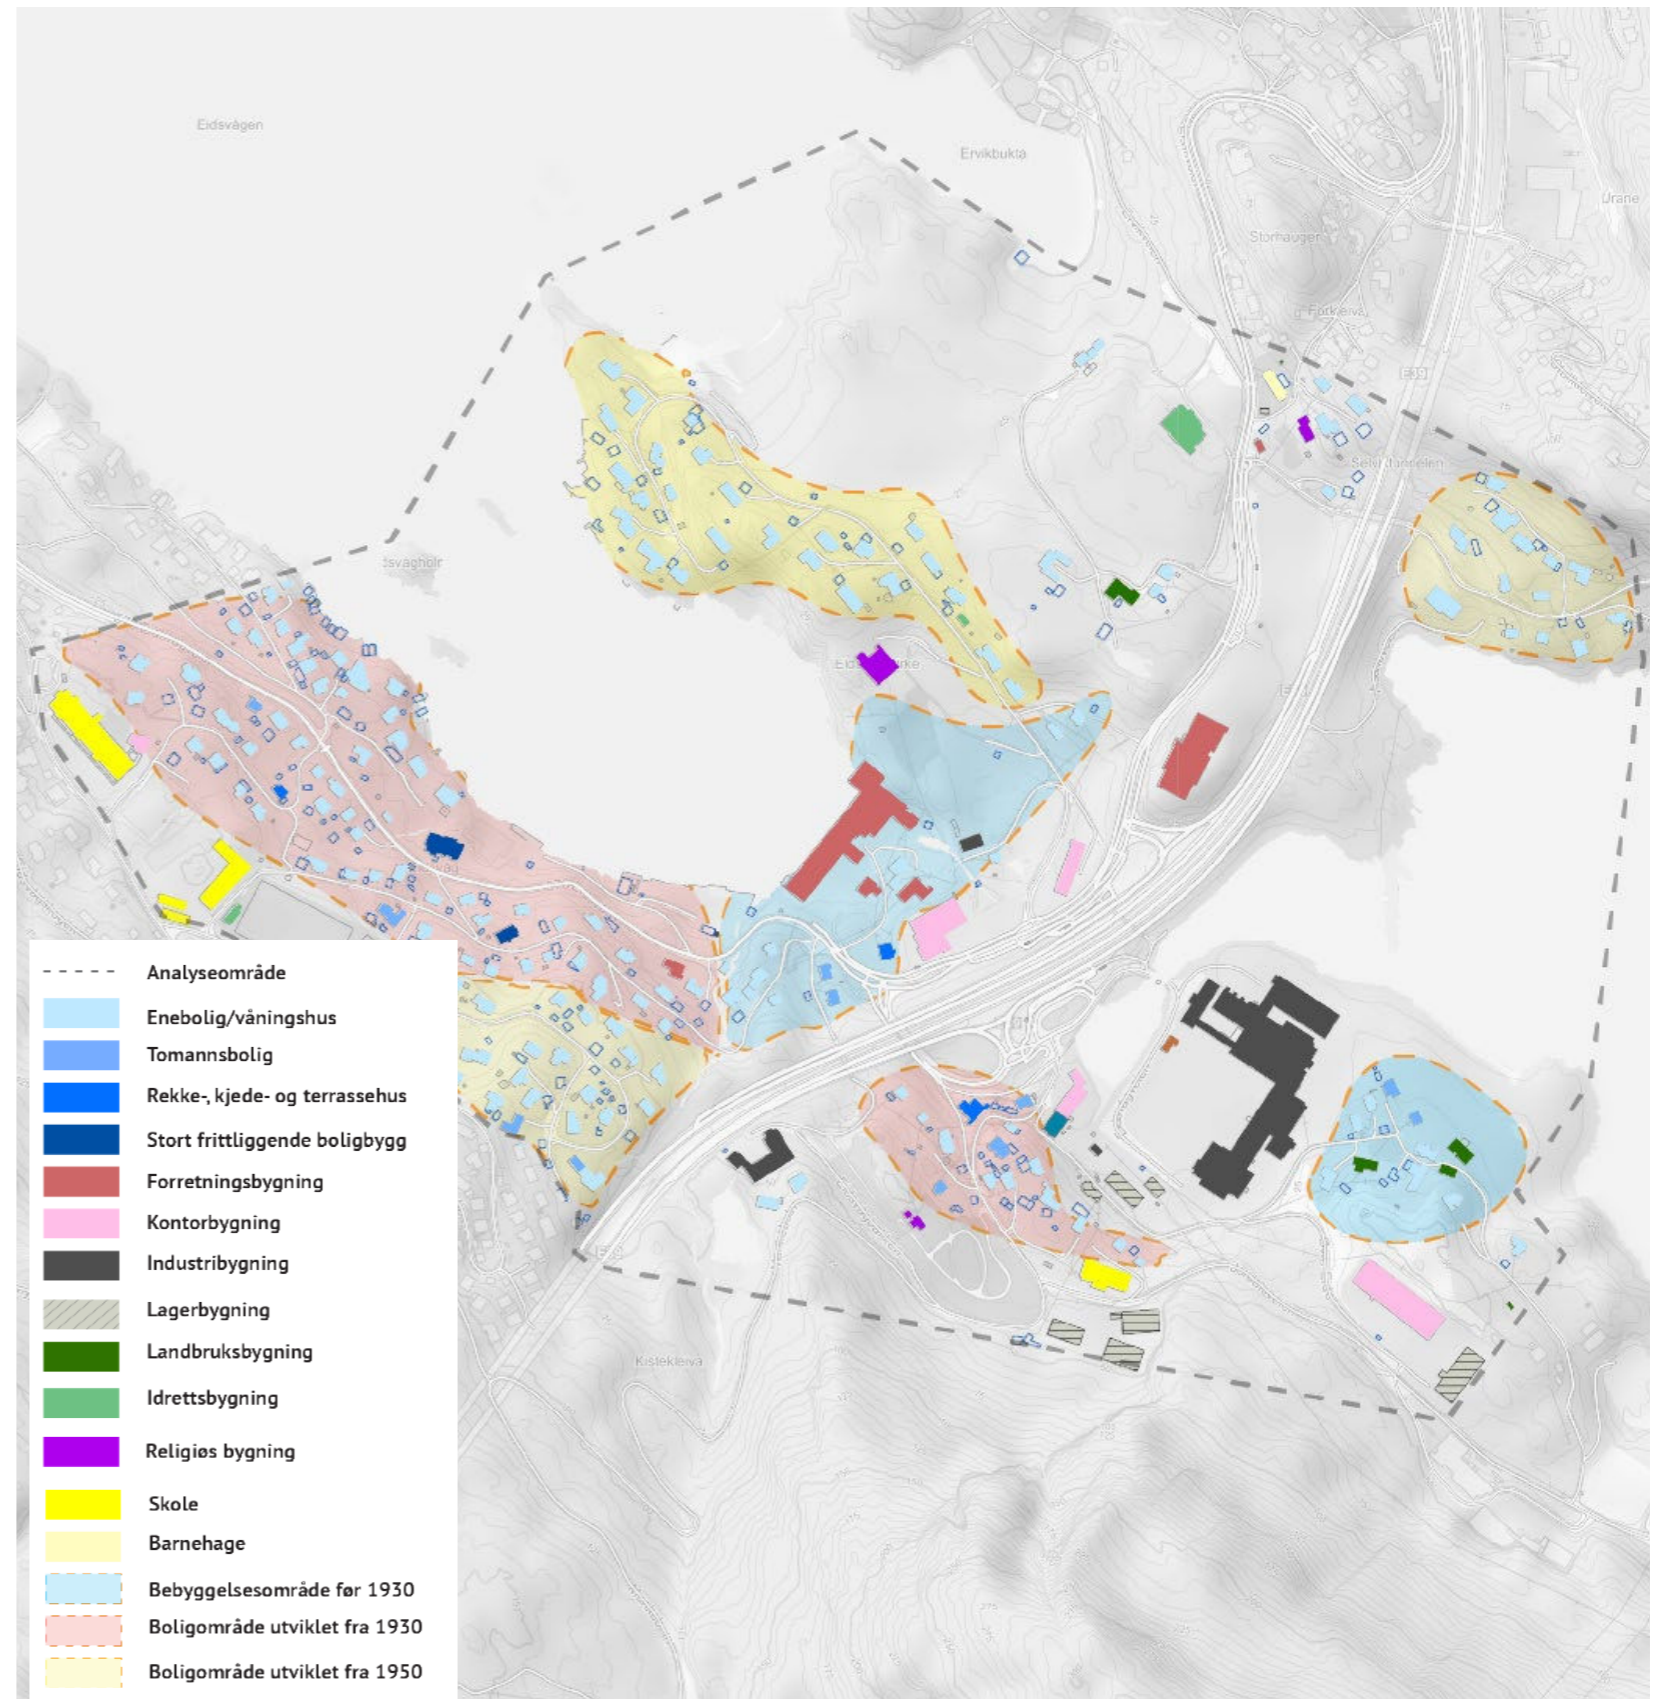 Eidsvågen
Ervikbukta
Urane
Storhaugen
Forkleiva
E39
Selviktunnelen
Kistekleiva
Analyseområde
Enebolig/våningshus
Tomannsbolig
Rekke-, kjede- og terrassehus
Stort frittliggende boligbygg
Forretningsbygning
Kontorbygning
Industribygning
Lagerbygning
Landbruksbygning
Idrettsbygning
Religiøs bygning
Skole
Barnehage
Bebyggelsesområde før 1930
Boligområde utviklet fra 1930
Boligområde utviklet fra 1950